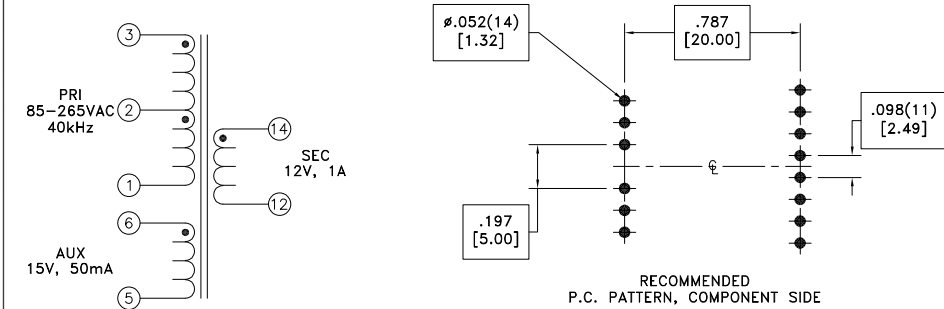 3
PRI
85-265VAC
40kHz
2
1
14
SEC
12V, 1A
12
6
AUX
15V, 50mA
5
ø.052(14)
[1.32]
.787
[20.00]
.098(11)
[2.49]
℄
.197
[5.00]
RECOMMENDED
P.C. PATTERN, COMPONENT SIDE